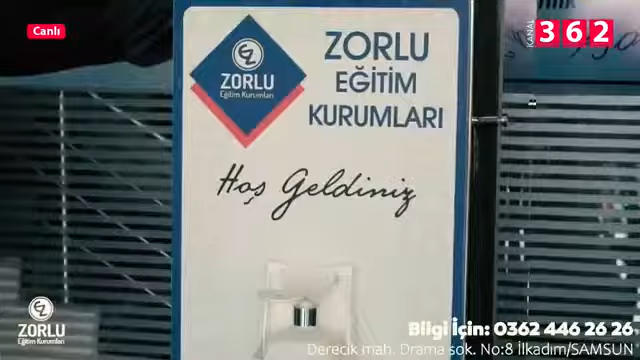 Canlı
KANAL 362
ZORLU
Eğitim Kurumları
ZORLU
EĞİTİM
KURUMLARI
Hoş Geldiniz
ZORLU
Eğitim Kurumları
Bilgi İçin: 0362 446 26 26
Derecik mah. Drama sok. No:8 İlkadım/SAMSUN